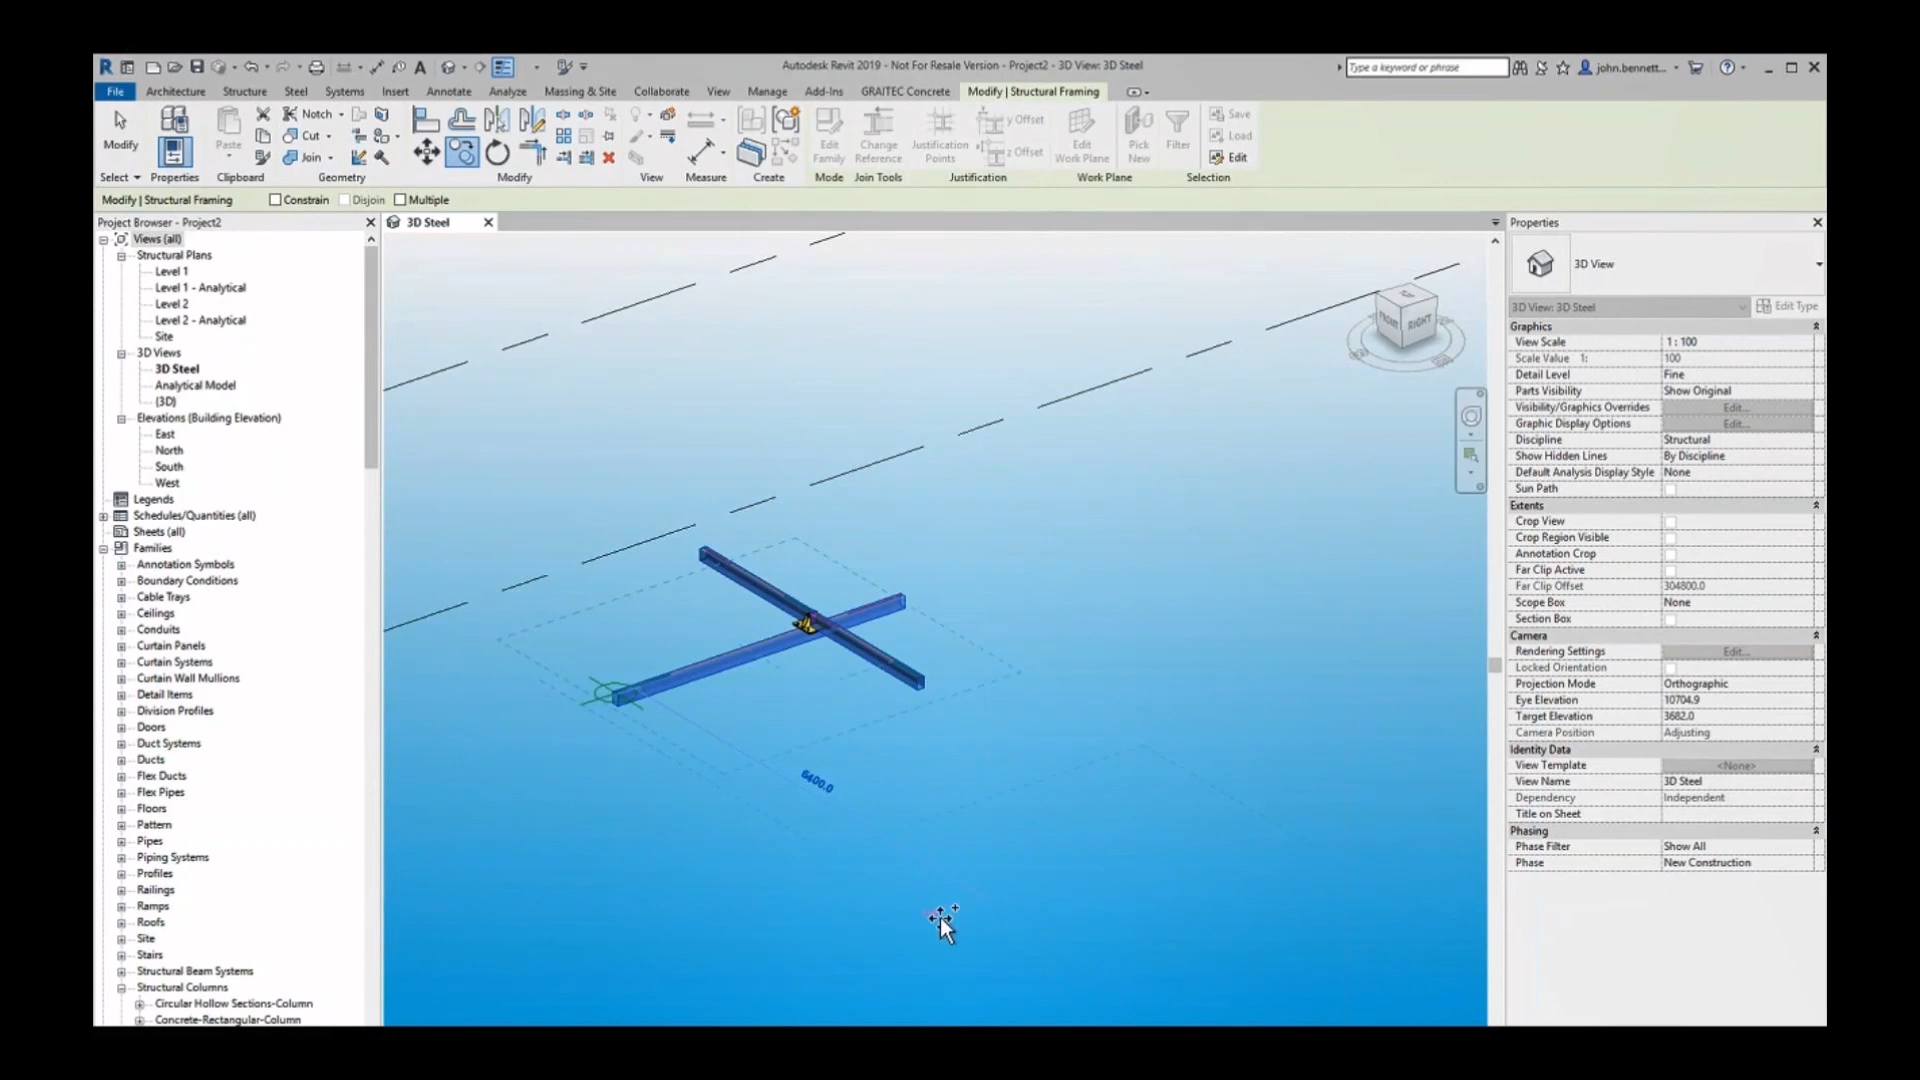 Autodesk Revit 2019 - Not For Resale Version - Project2 - 3D View: 3D Steel
Type a keyword or phrase
john.bennett...
File Architecture Structure Steel Systems Insert Annotate Analyze Massing & Site Collaborate View Manage Add-Ins GRAITEC Concrete Modify | Structural Framing
Modify
Paste
Notch
Cut
Join
Edit Family
Change Reference
Justification Points
y Offset
z Offset
Edit Work Plane
Pick New
Filter
Save
Load
Edit
Select Properties Clipboard Geometry Modify View Measure Create Mode Join Tools Justification Work Plane Selection
Modify | Structural Framing Constrain Disjoin Multiple
Project Browser - Project2
Views (all)
Structural Plans
Level 1
Level 1 - Analytical
Level 2
Level 2 - Analytical
Site
3D Views
3D Steel
Analytical Model
{3D}
Elevations (Building Elevation)
East
North
South
West
Legends
Schedules/Quantities (all)
Sheets (all)
Families
Annotation Symbols
Boundary Conditions
Cable Trays
Ceilings
Conduits
Curtain Panels
Curtain Systems
Curtain Wall Mullions
Detail Items
Division Profiles
Doors
Duct Systems
Ducts
Flex Ducts
Flex Pipes
Floors
Pattern
Pipes
Piping Systems
Profiles
Railings
Ramps
Roofs
Site
Stairs
Structural Beam Systems
Structural Columns
Circular Hollow Sections-Column
Concrete-Rectangular-Column
3D Steel
TOP
FRONT
RIGHT
6400.0
Properties
3D View
3D View: 3D Steel Edit Type
Graphics
View Scale 1 : 100
Scale Value 1: 100
Detail Level Fine
Parts Visibility Show Original
Visibility/Graphics Overrides Edit...
Graphic Display Options Edit...
Discipline Structural
Show Hidden Lines By Discipline
Default Analysis Display Style None
Sun Path
Extents
Crop View
Crop Region Visible
Annotation Crop
Far Clip Active
Far Clip Offset 304800.0
Scope Box None
Section Box
Camera
Rendering Settings Edit...
Locked Orientation
Projection Mode Orthographic
Eye Elevation 10704.9
Target Elevation 3682.0
Camera Position Adjusting
Identity Data
View Template <None>
View Name 3D Steel
Dependency Independent
Title on Sheet
Phasing
Phase Filter Show All
Phase New Construction